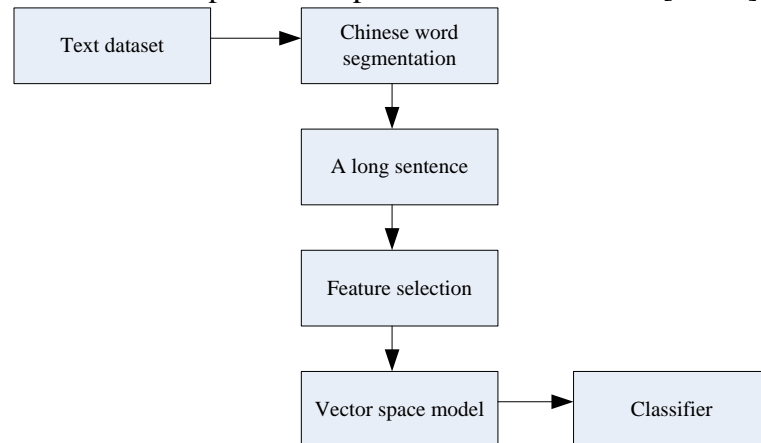 Text dataset
Chinese word
segmentation
A long sentence
Feature selection
Vector space model
Classifier